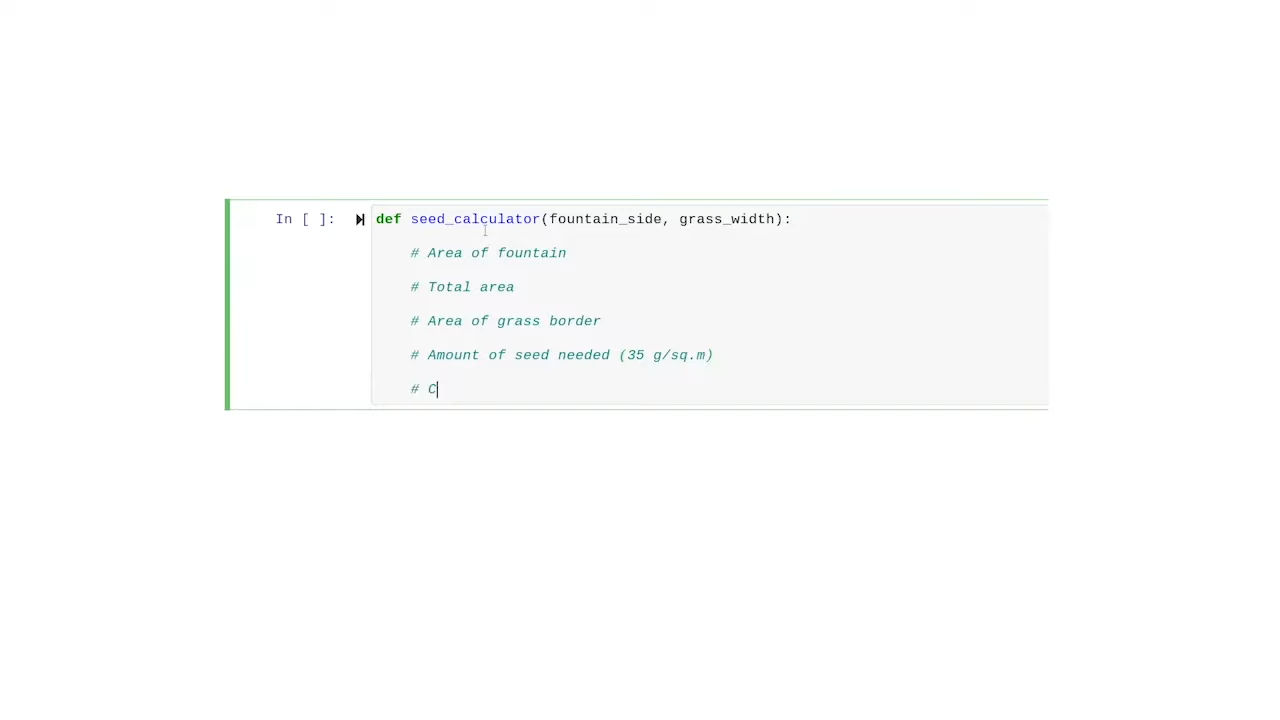 In [ ]: def seed_calculator(fountain_side, grass_width):
# Area of fountain
# Total area
# Area of grass border
# Amount of seed needed (35 g/sq.m)
# C